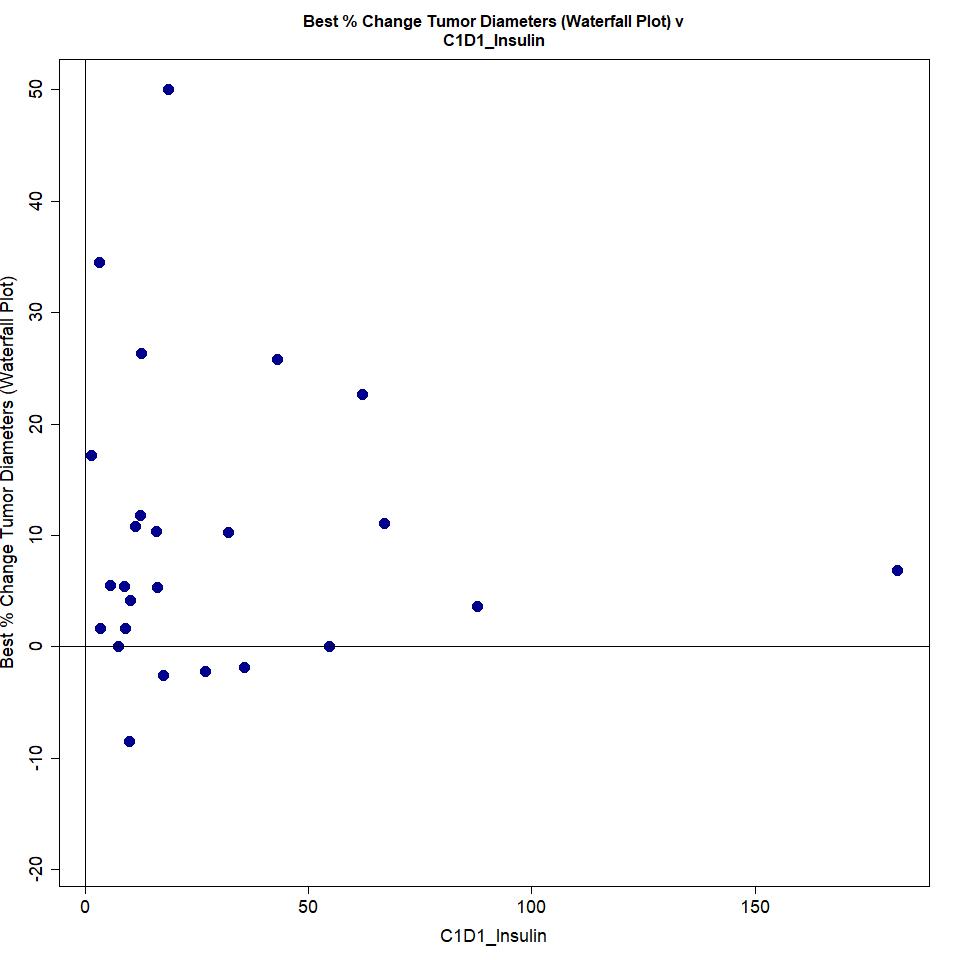 Best % Change Tumor Diameters (Waterfall Plot) v
C1D1_Insulin
Best % Change Tumor Diameters (Waterfall Plot)
50
40
30
20
10
0
-10
-20
0 50 100 150
C1D1_Insulin